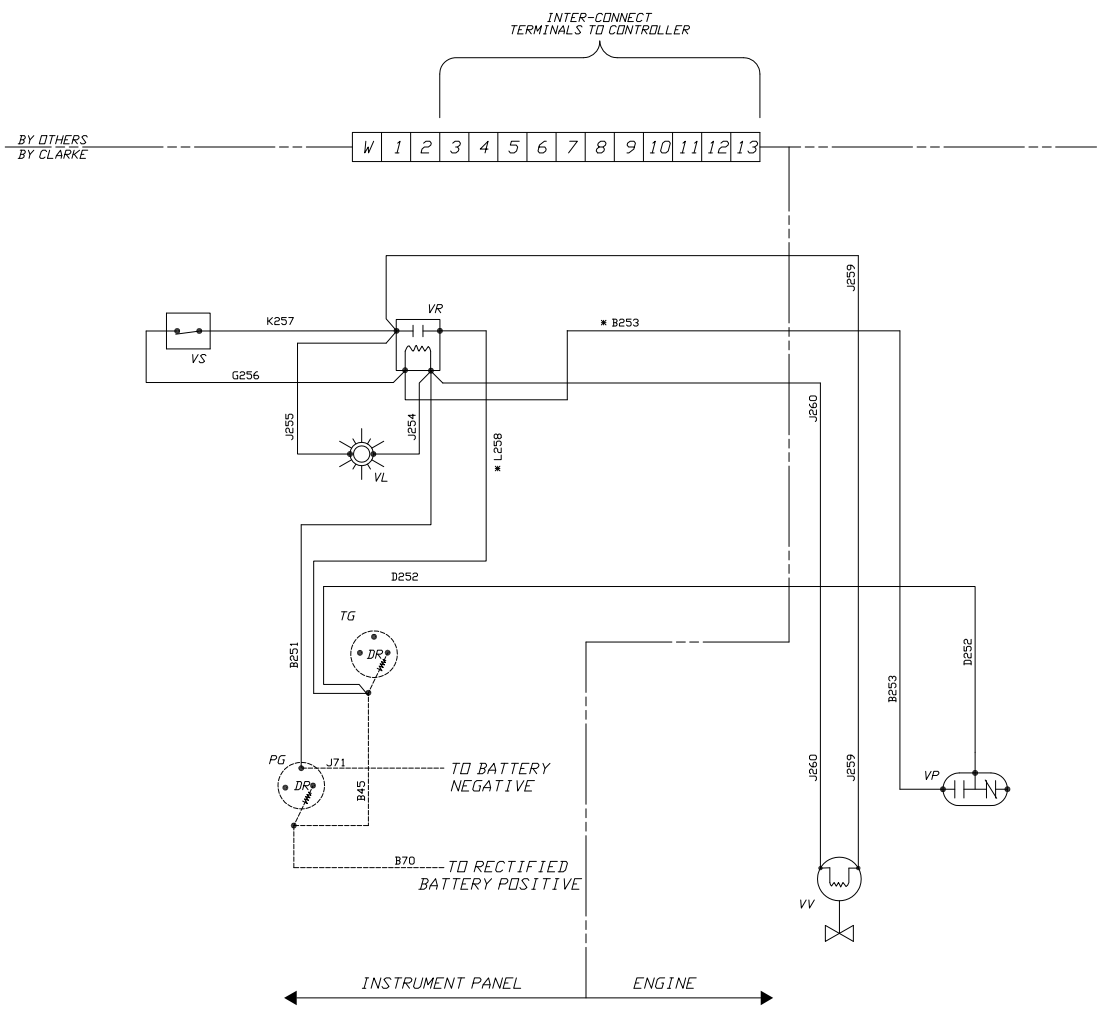 INTER-CONNECT
TERMINALS TO CONTROLLER
BY OTHERS
BY CLARKE
W 1 2 3 4 5 6 7 8 9 10 11 12 13
J259
VR
K257
* B253
VS
G256
J260
J255
J254
* L258
VL
D252
TG
DR
B251
D252
B253
PG
J71
TO BATTERY
NEGATIVE
DR
B45
J260
J259
VP
B70
TO RECTIFIED
BATTERY POSITIVE
VV
INSTRUMENT PANEL
ENGINE